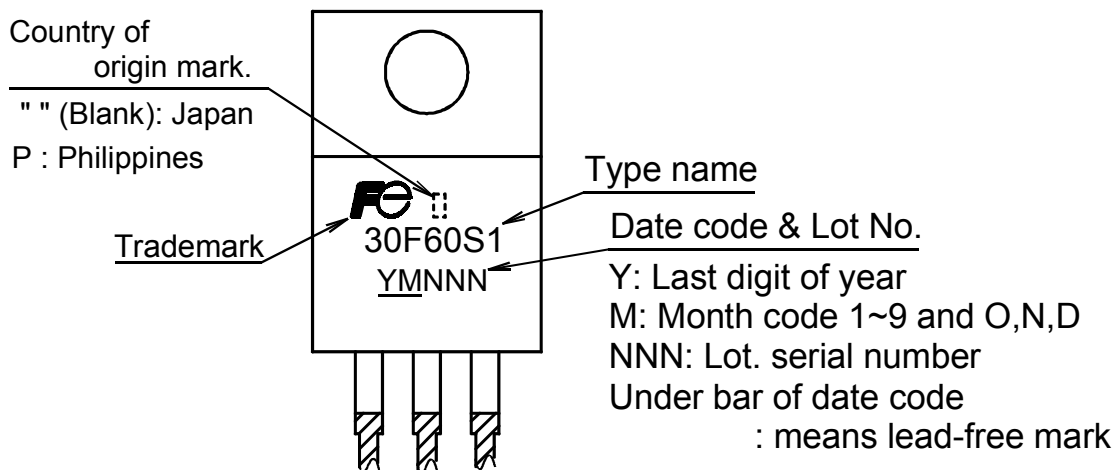 Country of
origin mark.
" " (Blank): Japan
P : Philippines
Trademark
Fe
30F60S1
YMNNN
Type name
Date code & Lot No.
Y: Last digit of year
M: Month code 1~9 and O,N,D
NNN: Lot. serial number
Under bar of date code
: means lead-free mark